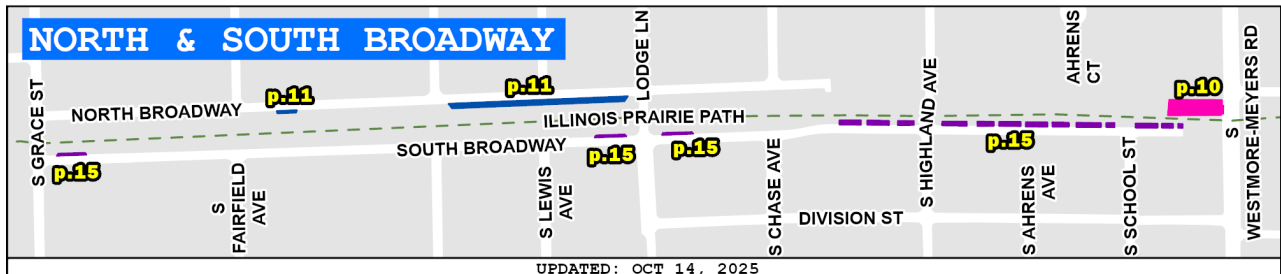 NORTH & SOUTH BROADWAY
S GRACE ST
NORTH BROADWAY
p.11
p.11
LODGE LN
ILLINOIS PRAIRIE PATH
SOUTH BROADWAY
p.15
p.15
p.15
S
FAIRFIELD
AVE
S LEWIS
AVE
S CHASE AVE
DIVISION ST
S HIGHLAND AVE
AHRENS
CT
p.10
p.15
S AHRENS
AVE
S SCHOOL ST
S
WESTMORE-MEYERS RD
UPDATED: OCT 14, 2025